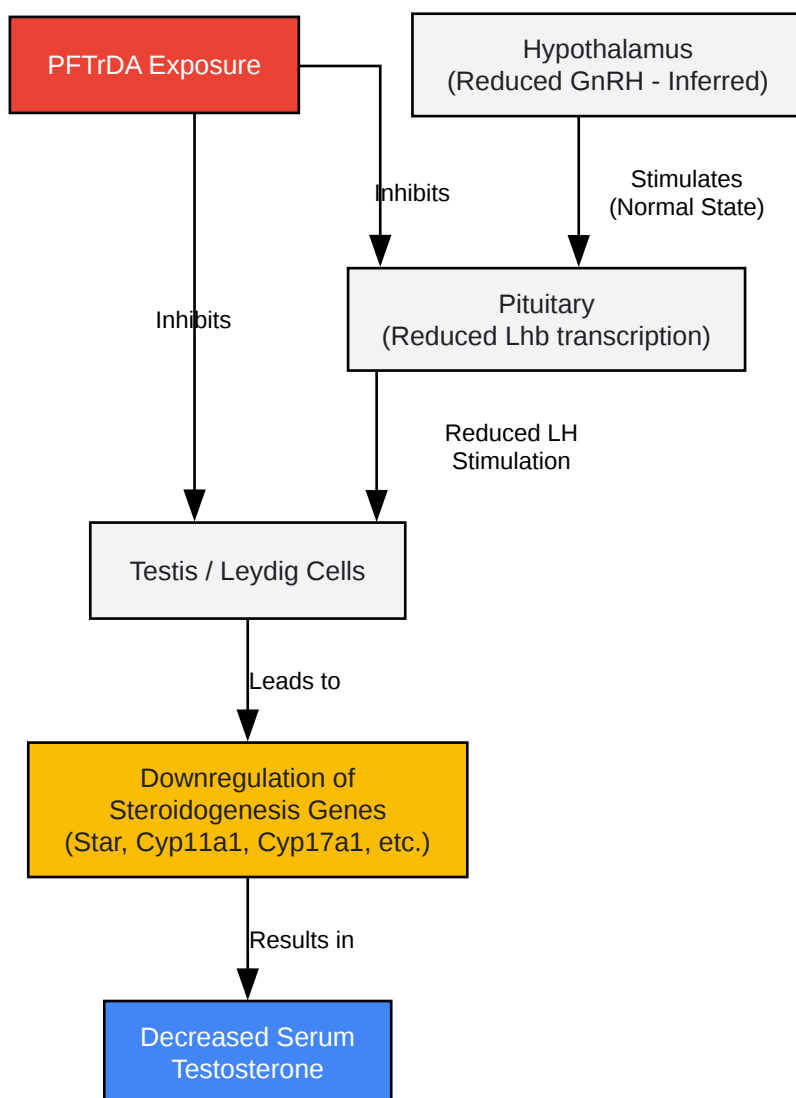 PFTrDA Exposure
Hypothalamus
(Reduced GnRH - Inferred)
Inhibits
Stimulates
(Normal State)
Inhibits
Pituitary
(Reduced Lhb transcription)
Reduced LH
Stimulation
Testis / Leydig Cells
Leads to
Downregulation of
Steroidogenesis Genes
(Star, Cyp11a1, Cyp17a1, etc.)
Results in
Decreased Serum
Testosterone